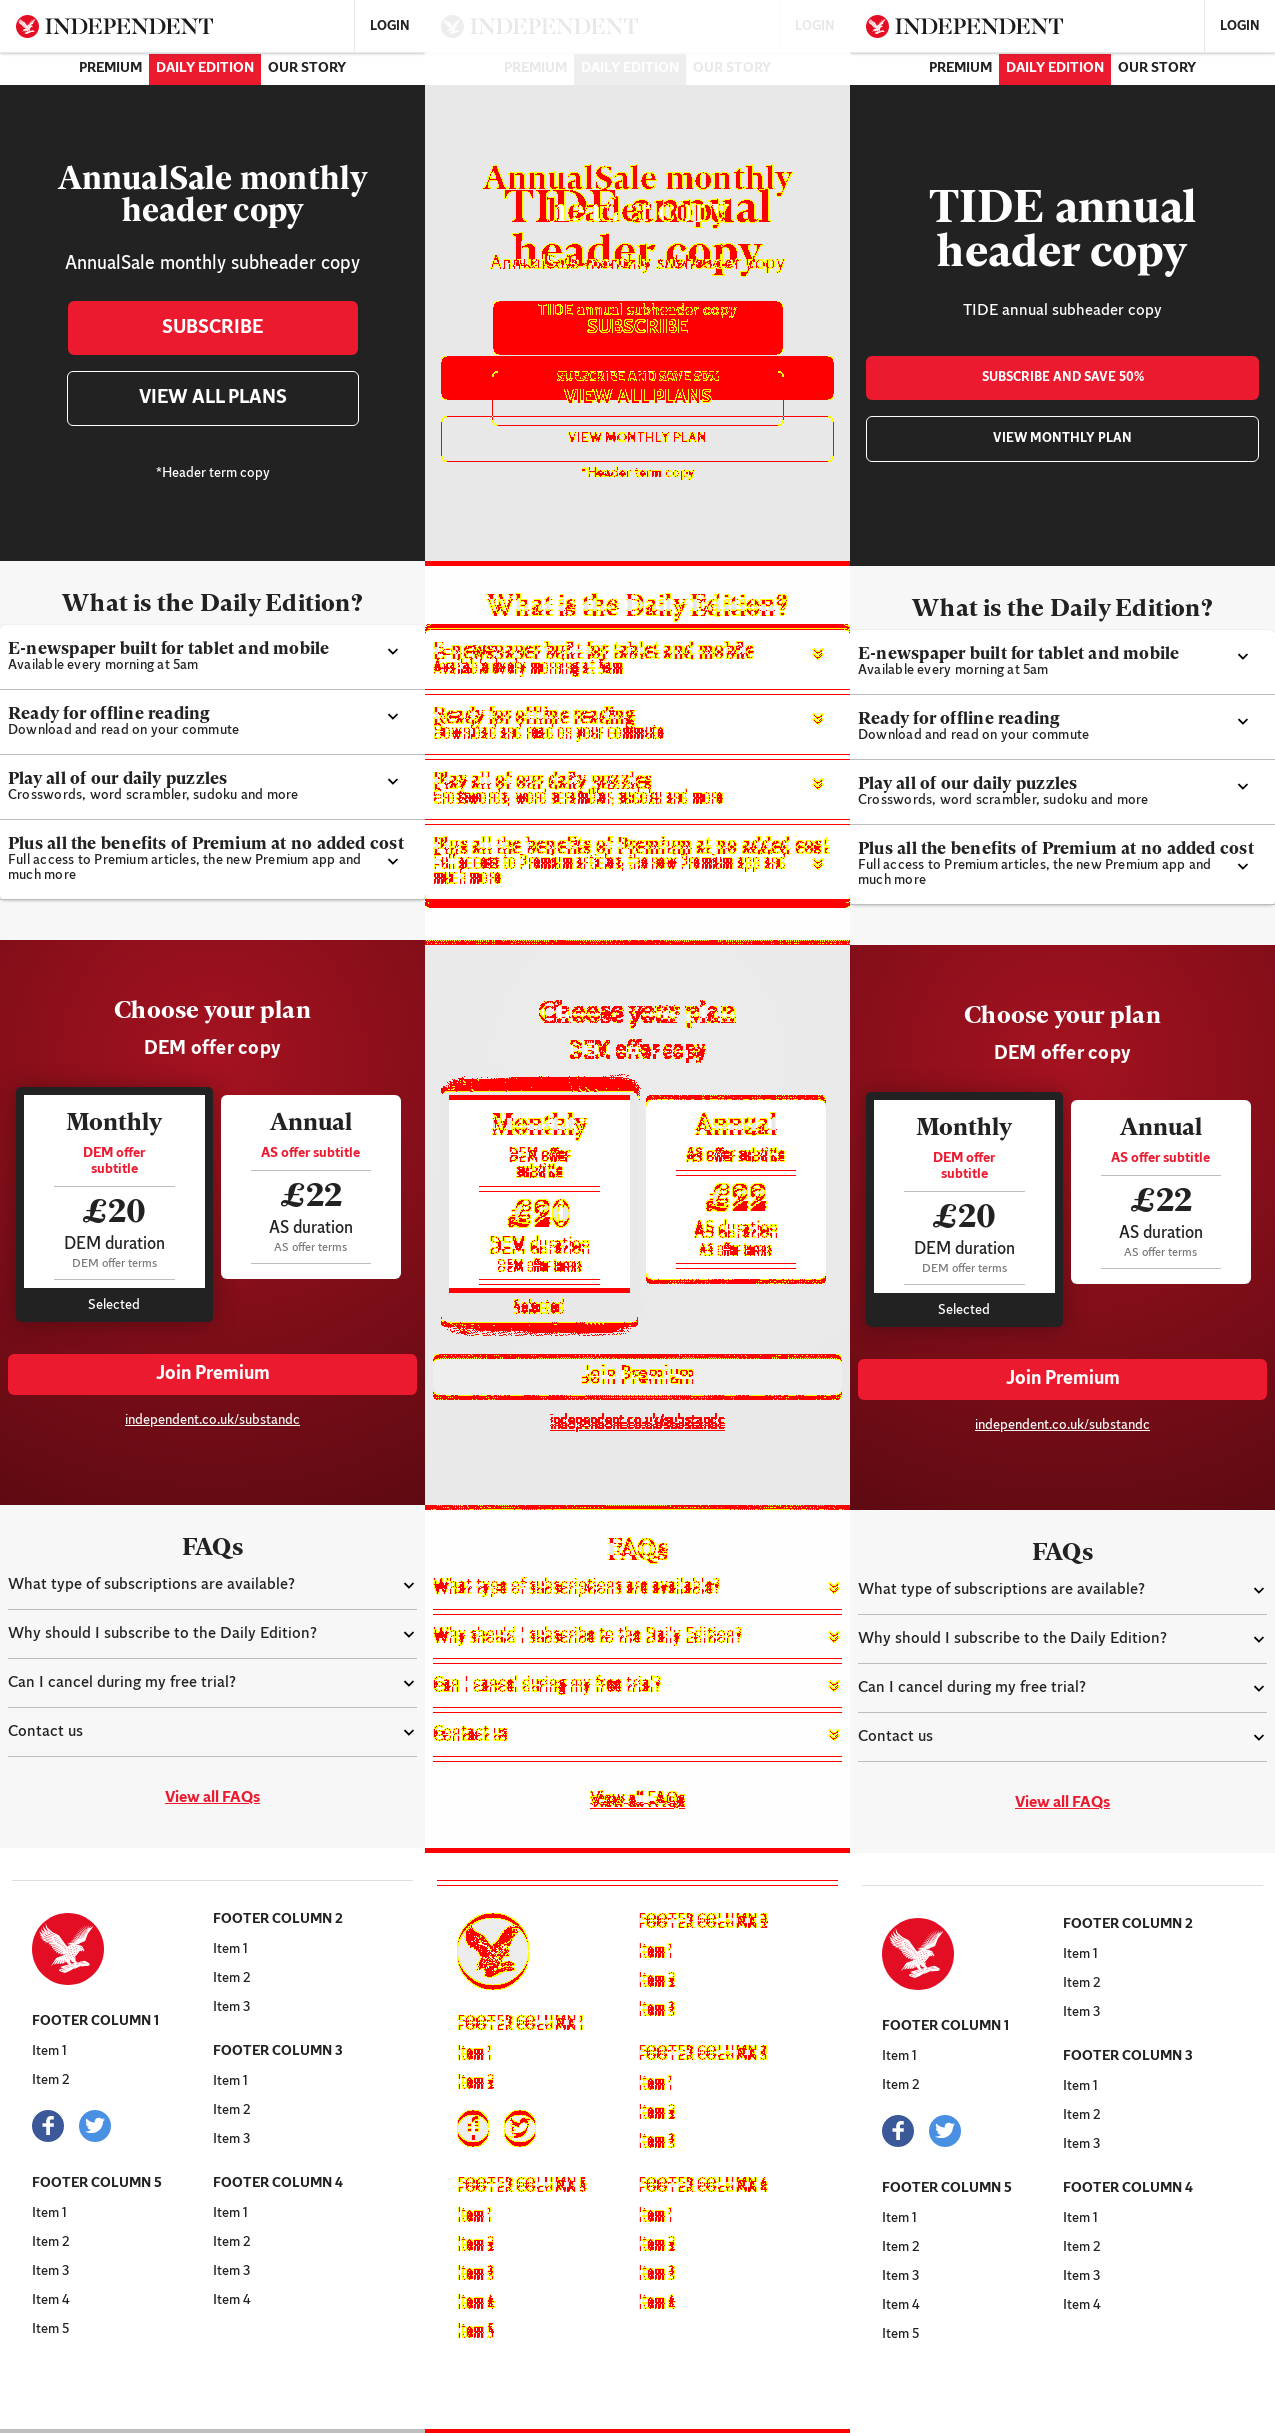 INDEPENDENT
LOGIN
PREMIUM DAILY EDITION OUR STORY
AnnualSale monthly
header copy
AnnualSale monthly subheader copy
SUBSCRIBE
VIEW ALL PLANS
*Header term copy
What is the Daily Edition?
E-newspaper built for tablet and mobile
Available every morning at 5am
Ready for offline reading
Download and read on your commute
Play all of our daily puzzles
Crosswords, word scrambler, sudoku and more
Plus all the benefits of Premium at no added cost
Full access to Premium articles, the new Premium app and
much more
Choose your plan
DEM offer copy
Monthly
DEM offer
subtitle
£20
DEM duration
DEM offer terms
Selected
Annual
AS offer subtitle
£22
AS duration
AS offer terms
Join Premium
independent.co.uk/substandc
FAQs
What type of subscriptions are available?
Why should I subscribe to the Daily Edition?
Can I cancel during my free trial?
Contact us
View all FAQs
FOOTER COLUMN 1
Item 1
Item 2
FOOTER COLUMN 5
Item 1
Item 2
Item 3
Item 4
Item 5
FOOTER COLUMN 2
Item 1
Item 2
Item 3
FOOTER COLUMN 3
Item 1
Item 2
Item 3
FOOTER COLUMN 4
Item 1
Item 2
Item 3
Item 4
INDEPENDENT
LOGIN
PREMIUM DAILY EDITION OUR STORY
AnnualSale monthly
TIDE annual
header copy
header copy
AnnualSale monthly subheader copy
TIDE annual subheader copy
SUBSCRIBE
SUBSCRIBE AND SAVE 50%
VIEW ALL PLANS
VIEW MONTHLY PLAN
*Header term copy
What is the Daily Edition?
E-newspaper built for tablet and mobile
Available every morning at 5am
Ready for offline reading
Download and read on your commute
Play all of our daily puzzles
Crosswords, word scrambler, sudoku and more
Plus all the benefits of Premium at no added cost
Full access to Premium articles, the new Premium app and
much more
Choose your plan
DEM offer copy
Monthly
DEM offer
subtitle
£20
DEM duration
DEM offer terms
Selected
Annual
AS offer subtitle
£22
AS duration
AS offer terms
Join Premium
independent.co.uk/substandc
FAQs
What type of subscriptions are available?
Why should I subscribe to the Daily Edition?
Can I cancel during my free trial?
Contact us
View all FAQs
FOOTER COLUMN 1
Item 1
Item 2
FOOTER COLUMN 5
Item 1
Item 2
Item 3
Item 4
Item 5
FOOTER COLUMN 2
Item 1
Item 2
Item 3
FOOTER COLUMN 3
Item 1
Item 2
Item 3
FOOTER COLUMN 4
Item 1
Item 2
Item 3
Item 4
INDEPENDENT
LOGIN
PREMIUM DAILY EDITION OUR STORY
TIDE annual
header copy
TIDE annual subheader copy
SUBSCRIBE AND SAVE 50%
VIEW MONTHLY PLAN
What is the Daily Edition?
E-newspaper built for tablet and mobile
Available every morning at 5am
Ready for offline reading
Download and read on your commute
Play all of our daily puzzles
Crosswords, word scrambler, sudoku and more
Plus all the benefits of Premium at no added cost
Full access to Premium articles, the new Premium app and
much more
Choose your plan
DEM offer copy
Monthly
DEM offer
subtitle
£20
DEM duration
DEM offer terms
Selected
Annual
AS offer subtitle
£22
AS duration
AS offer terms
Join Premium
independent.co.uk/substandc
FAQs
What type of subscriptions are available?
Why should I subscribe to the Daily Edition?
Can I cancel during my free trial?
Contact us
View all FAQs
FOOTER COLUMN 1
Item 1
Item 2
FOOTER COLUMN 5
Item 1
Item 2
Item 3
Item 4
Item 5
FOOTER COLUMN 2
Item 1
Item 2
Item 3
FOOTER COLUMN 3
Item 1
Item 2
Item 3
FOOTER COLUMN 4
Item 1
Item 2
Item 3
Item 4